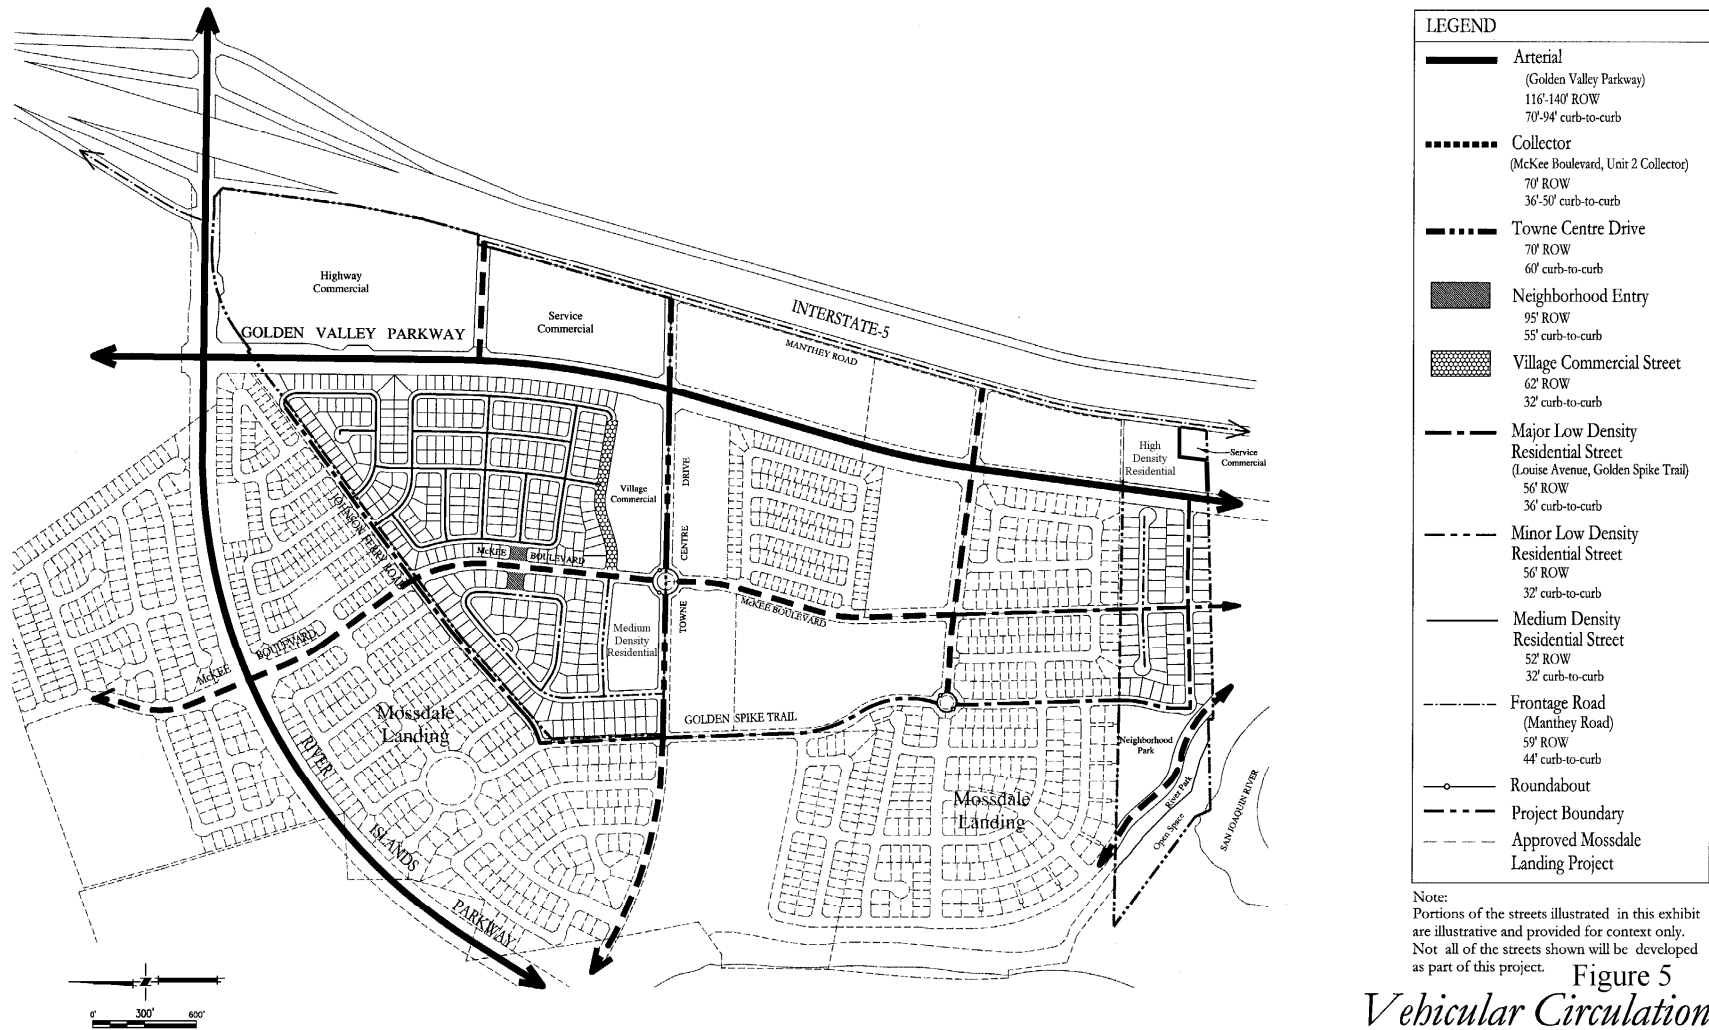 LEGEND
Arterial
(Golden Valley Parkway)
116'-140' ROW
70'-94' curb-to-curb
Collector
(McKee Boulevard, Unit 2 Collector)
70' ROW
36'-50' curb-to-curb
Towne Centre Drive
70' ROW
60' curb-to-curb
Neighborhood Entry
95' ROW
55' curb-to-curb
Village Commercial Street
62' ROW
32' curb-to-curb
Major Low Density
Residential Street
(Louise Avenue, Golden Spike Trail)
56' ROW
36' curb-to-curb
Minor Low Density
Residential Street
56' ROW
32' curb-to-curb
Medium Density
Residential Street
52' ROW
32' curb-to-curb
Frontage Road
(Manthey Road)
59' ROW
44' curb-to-curb
Roundabout
Project Boundary
Approved Mossdale
Landing Project
Note:
Portions of the streets illustrated in this exhibit
are illustrative and provided for context only.
Not all of the streets shown will be developed
as part of this project.
Figure 5
Vehicular Circulation
Highway
Commercial
GOLDEN VALLEY PARKWAY
Service
Commercial
INTERSTATE-5
MANTHEY ROAD
High
Density
Residential
Service
Commercial
Village
Commercial
TOWNE CENTRE DRIVE
JOHNSON FERRY ROAD
McKEE BOULEVARD
McKEE BOULEVARD
McKEE BOULEVARD
Medium
Density
Residential
GOLDEN SPIKE TRAIL
Mossdale
Landing
Mossdale
Landing
Neighborhood
Park
River Park
Open Space
SAN JOAQUIN RIVER
RIVER ISLANDS PARKWAY
Z
0' 300' 600'